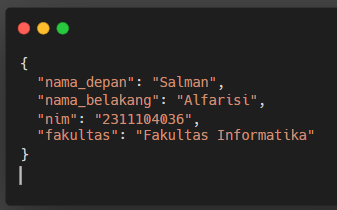 {
"nama_depan": "Salman",
"nama_belakang": "Alfarisi",
"nim": "2311104036",
"fakultas": "Fakultas Informatika"
}